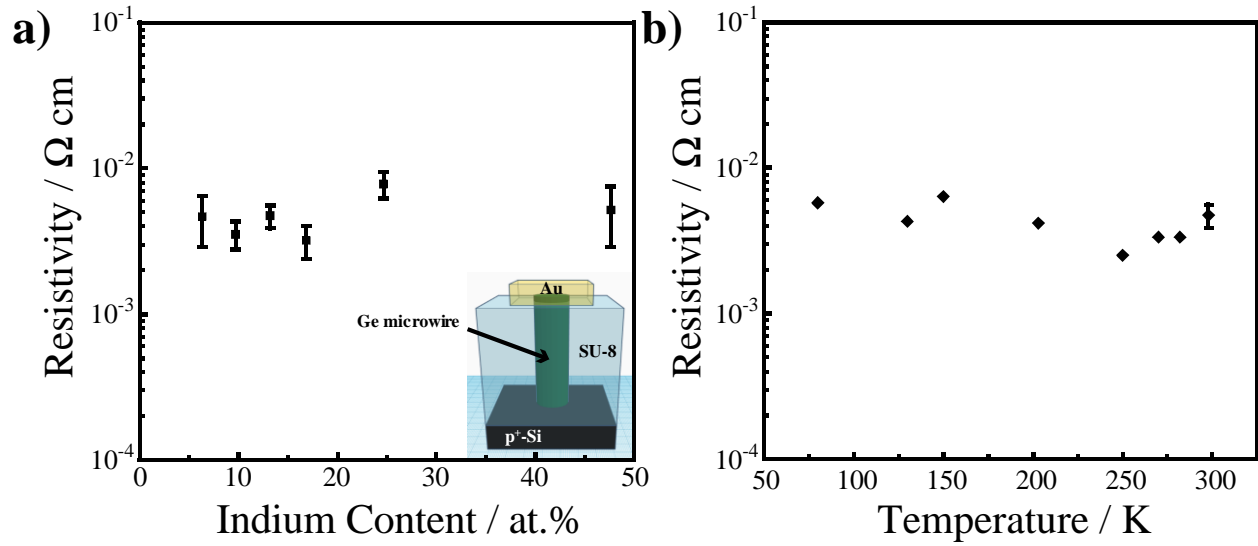 a)
10⁻¹
10⁻²
10⁻³
10⁻⁴
Resistivity / Ω cm
0 10 20 30 40 50
Indium Content / at.%
Au
Ge microwire
SU-8
p⁺-Si
b)
10⁻¹
10⁻²
10⁻³
10⁻⁴
Resistivity / Ω cm
50 100 150 200 250 300
Temperature / K